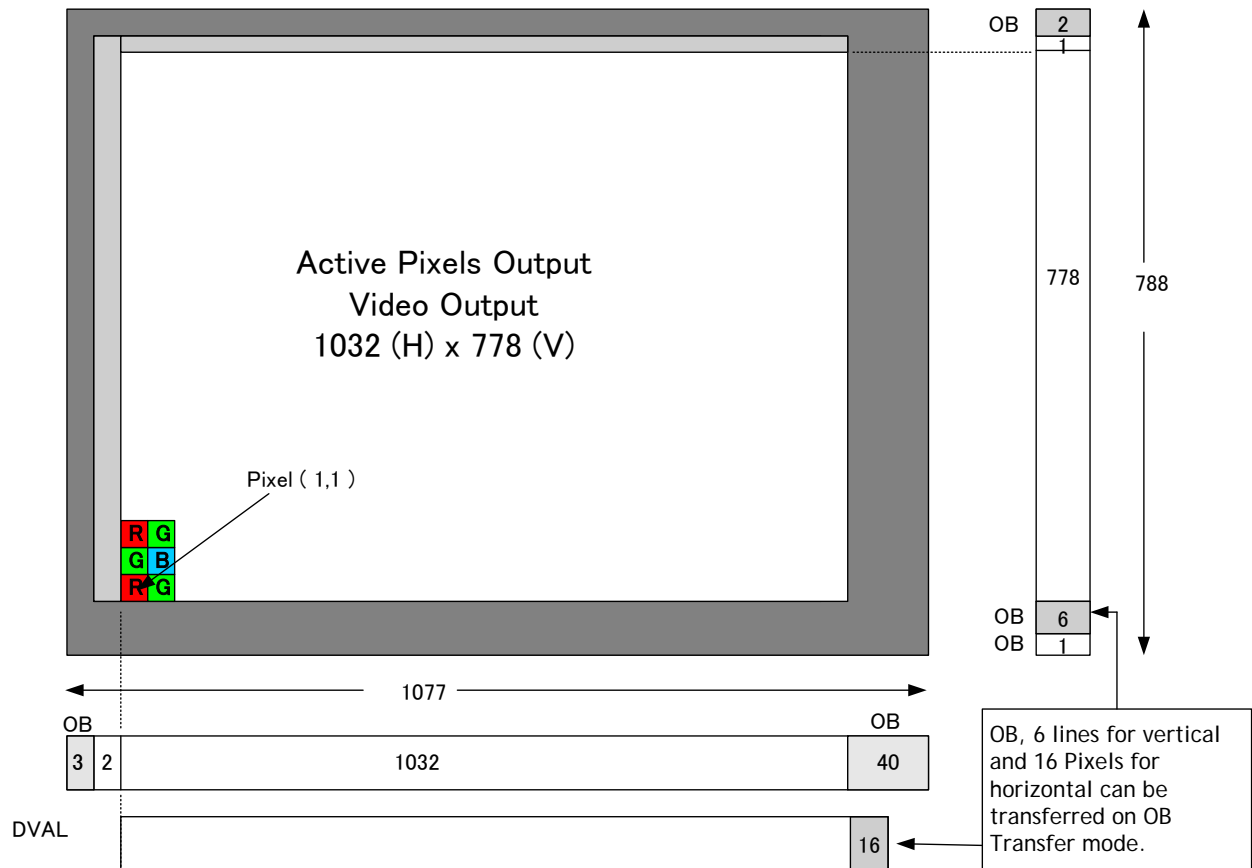 OB 2
1
Active Pixels Output
Video Output
1032 (H) x 778 (V)
778
788
Pixel ( 1,1 )
R G
G B
R G
OB 6
OB 1
1077
OB OB
3 2 1032 40
DVAL 16
OB, 6 lines for vertical
and 16 Pixels for
horizontal can be
transferred on OB
Transfer mode.